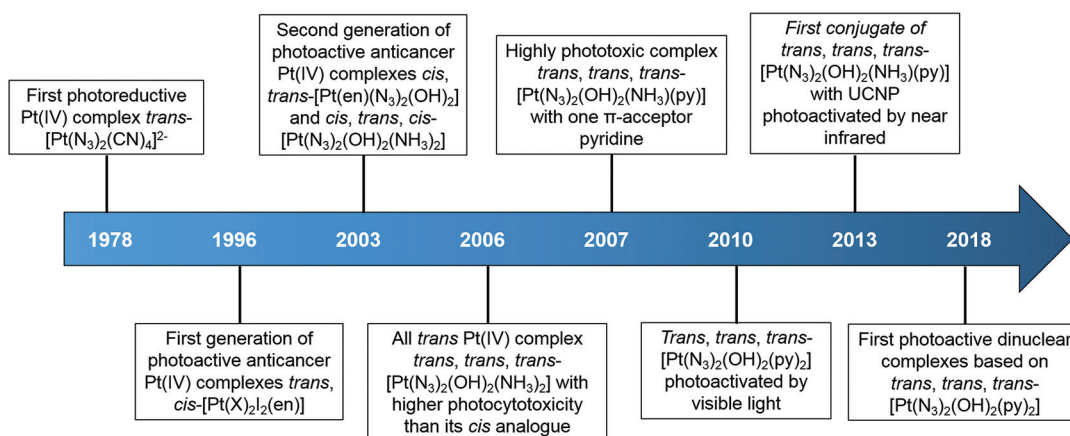 First photoreductive
Pt(IV) complex trans-
[Pt(N₃)₂(CN)₄]²⁻
Second generation of
photoactive anticancer
Pt(IV) complexes cis,
trans-[Pt(en)(N₃)₂(OH)₂]
and cis, trans, cis-
[Pt(N₃)₂(OH)₂(NH₃)₂]
Highly phototoxic complex
trans, trans, trans-
[Pt(N₃)₂(OH)₂(NH₃)(py)]
with one π-acceptor
pyridine
First conjugate of
trans, trans, trans-
[Pt(N₃)₂(OH)₂(NH₃)(py)]
with UCNP
photoactivated by near
infrared
1978 1996 2003 2006 2007 2010 2013 2018
First generation of
photoactive anticancer
Pt(IV) complexes trans,
cis-[Pt(X)₂I₂(en)]
All trans Pt(IV) complex
trans, trans, trans-
[Pt(N₃)₂(OH)₂(NH₃)₂] with
higher photocytotoxicity
than its cis analogue
Trans, trans, trans-
[Pt(N₃)₂(OH)₂(py)₂]
photoactivated by
visible light
First photoactive dinuclear
complexes based on
trans, trans, trans-
[Pt(N₃)₂(OH)₂(py)₂]